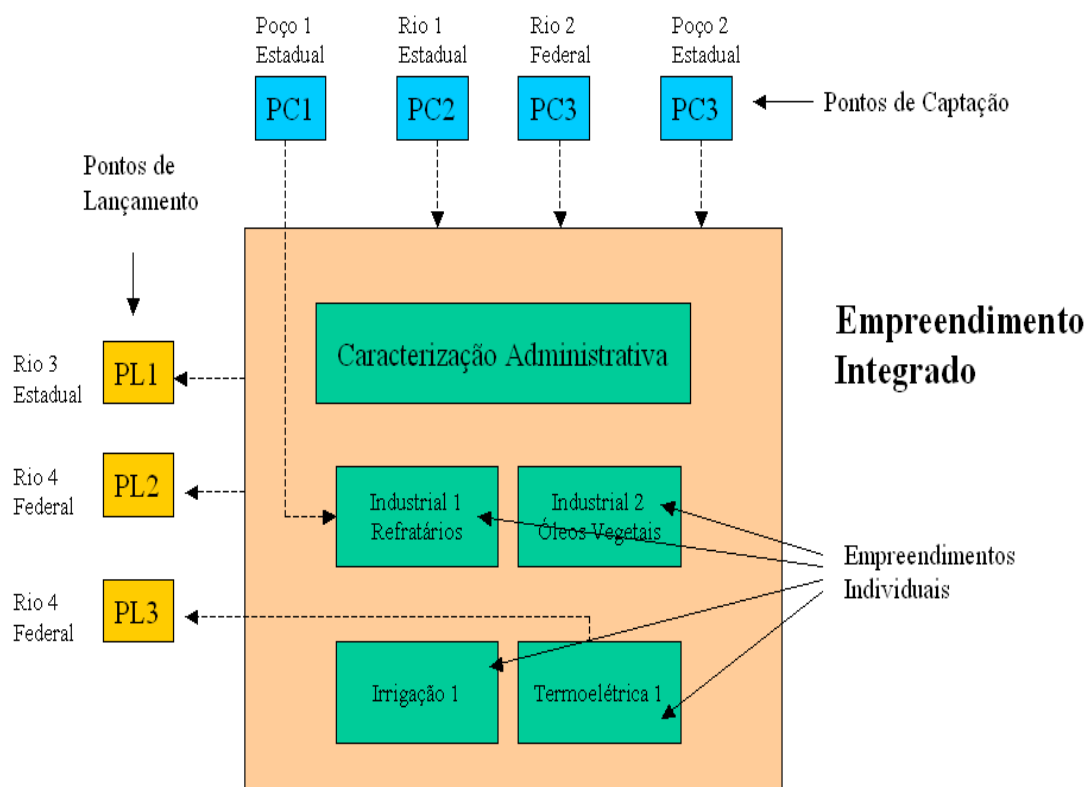 Poço 1
Estadual
Rio 1
Estadual
Rio 2
Federal
Poço 2
Estadual
PC1
PC2
PC3
PC3
Pontos de Captação
Pontos de
Lançamento
Empreendimento
Integrado
Caracterização Administrativa
Rio 3
Estadual
PL1
Rio 4
Federal
PL2
Industrial 1
Refratários
Industrial 2
Óleos Vegetais
Empreendimentos
Individuais
Rio 4
Federal
PL3
Irrigação 1
Termoelétrica 1